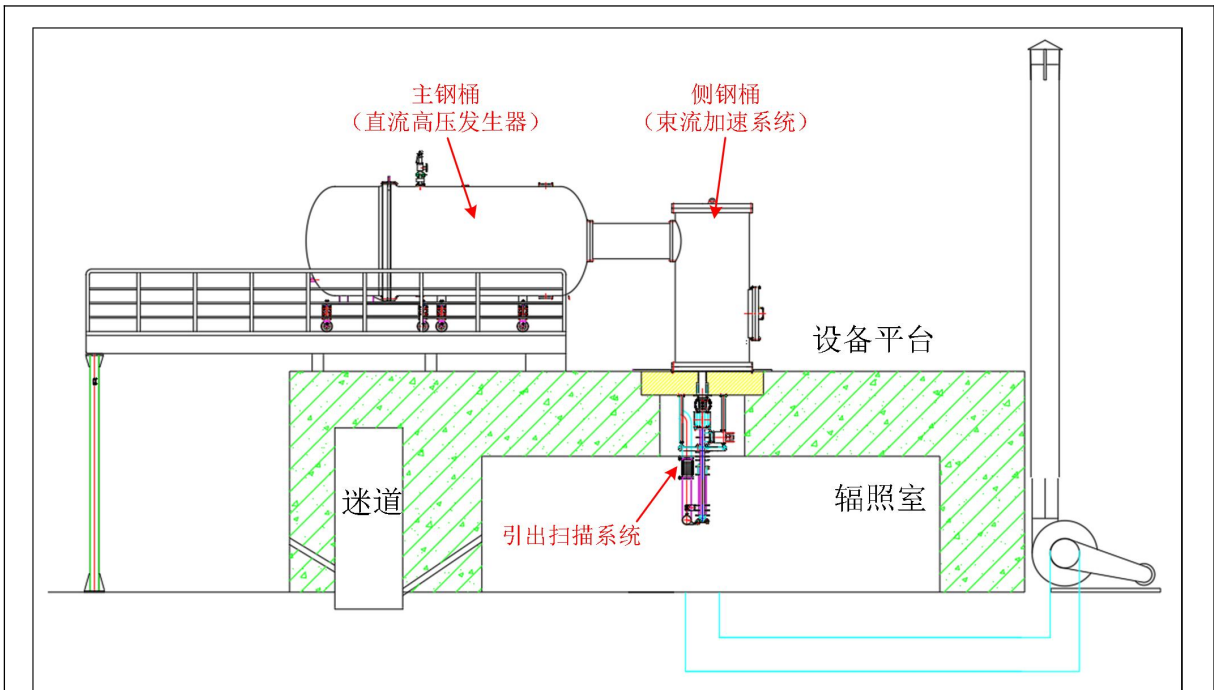 主钢桶
（直流高压发生器）
侧钢桶
（束流加速系统）
设备平台
迷道
辐照室
引出扫描系统